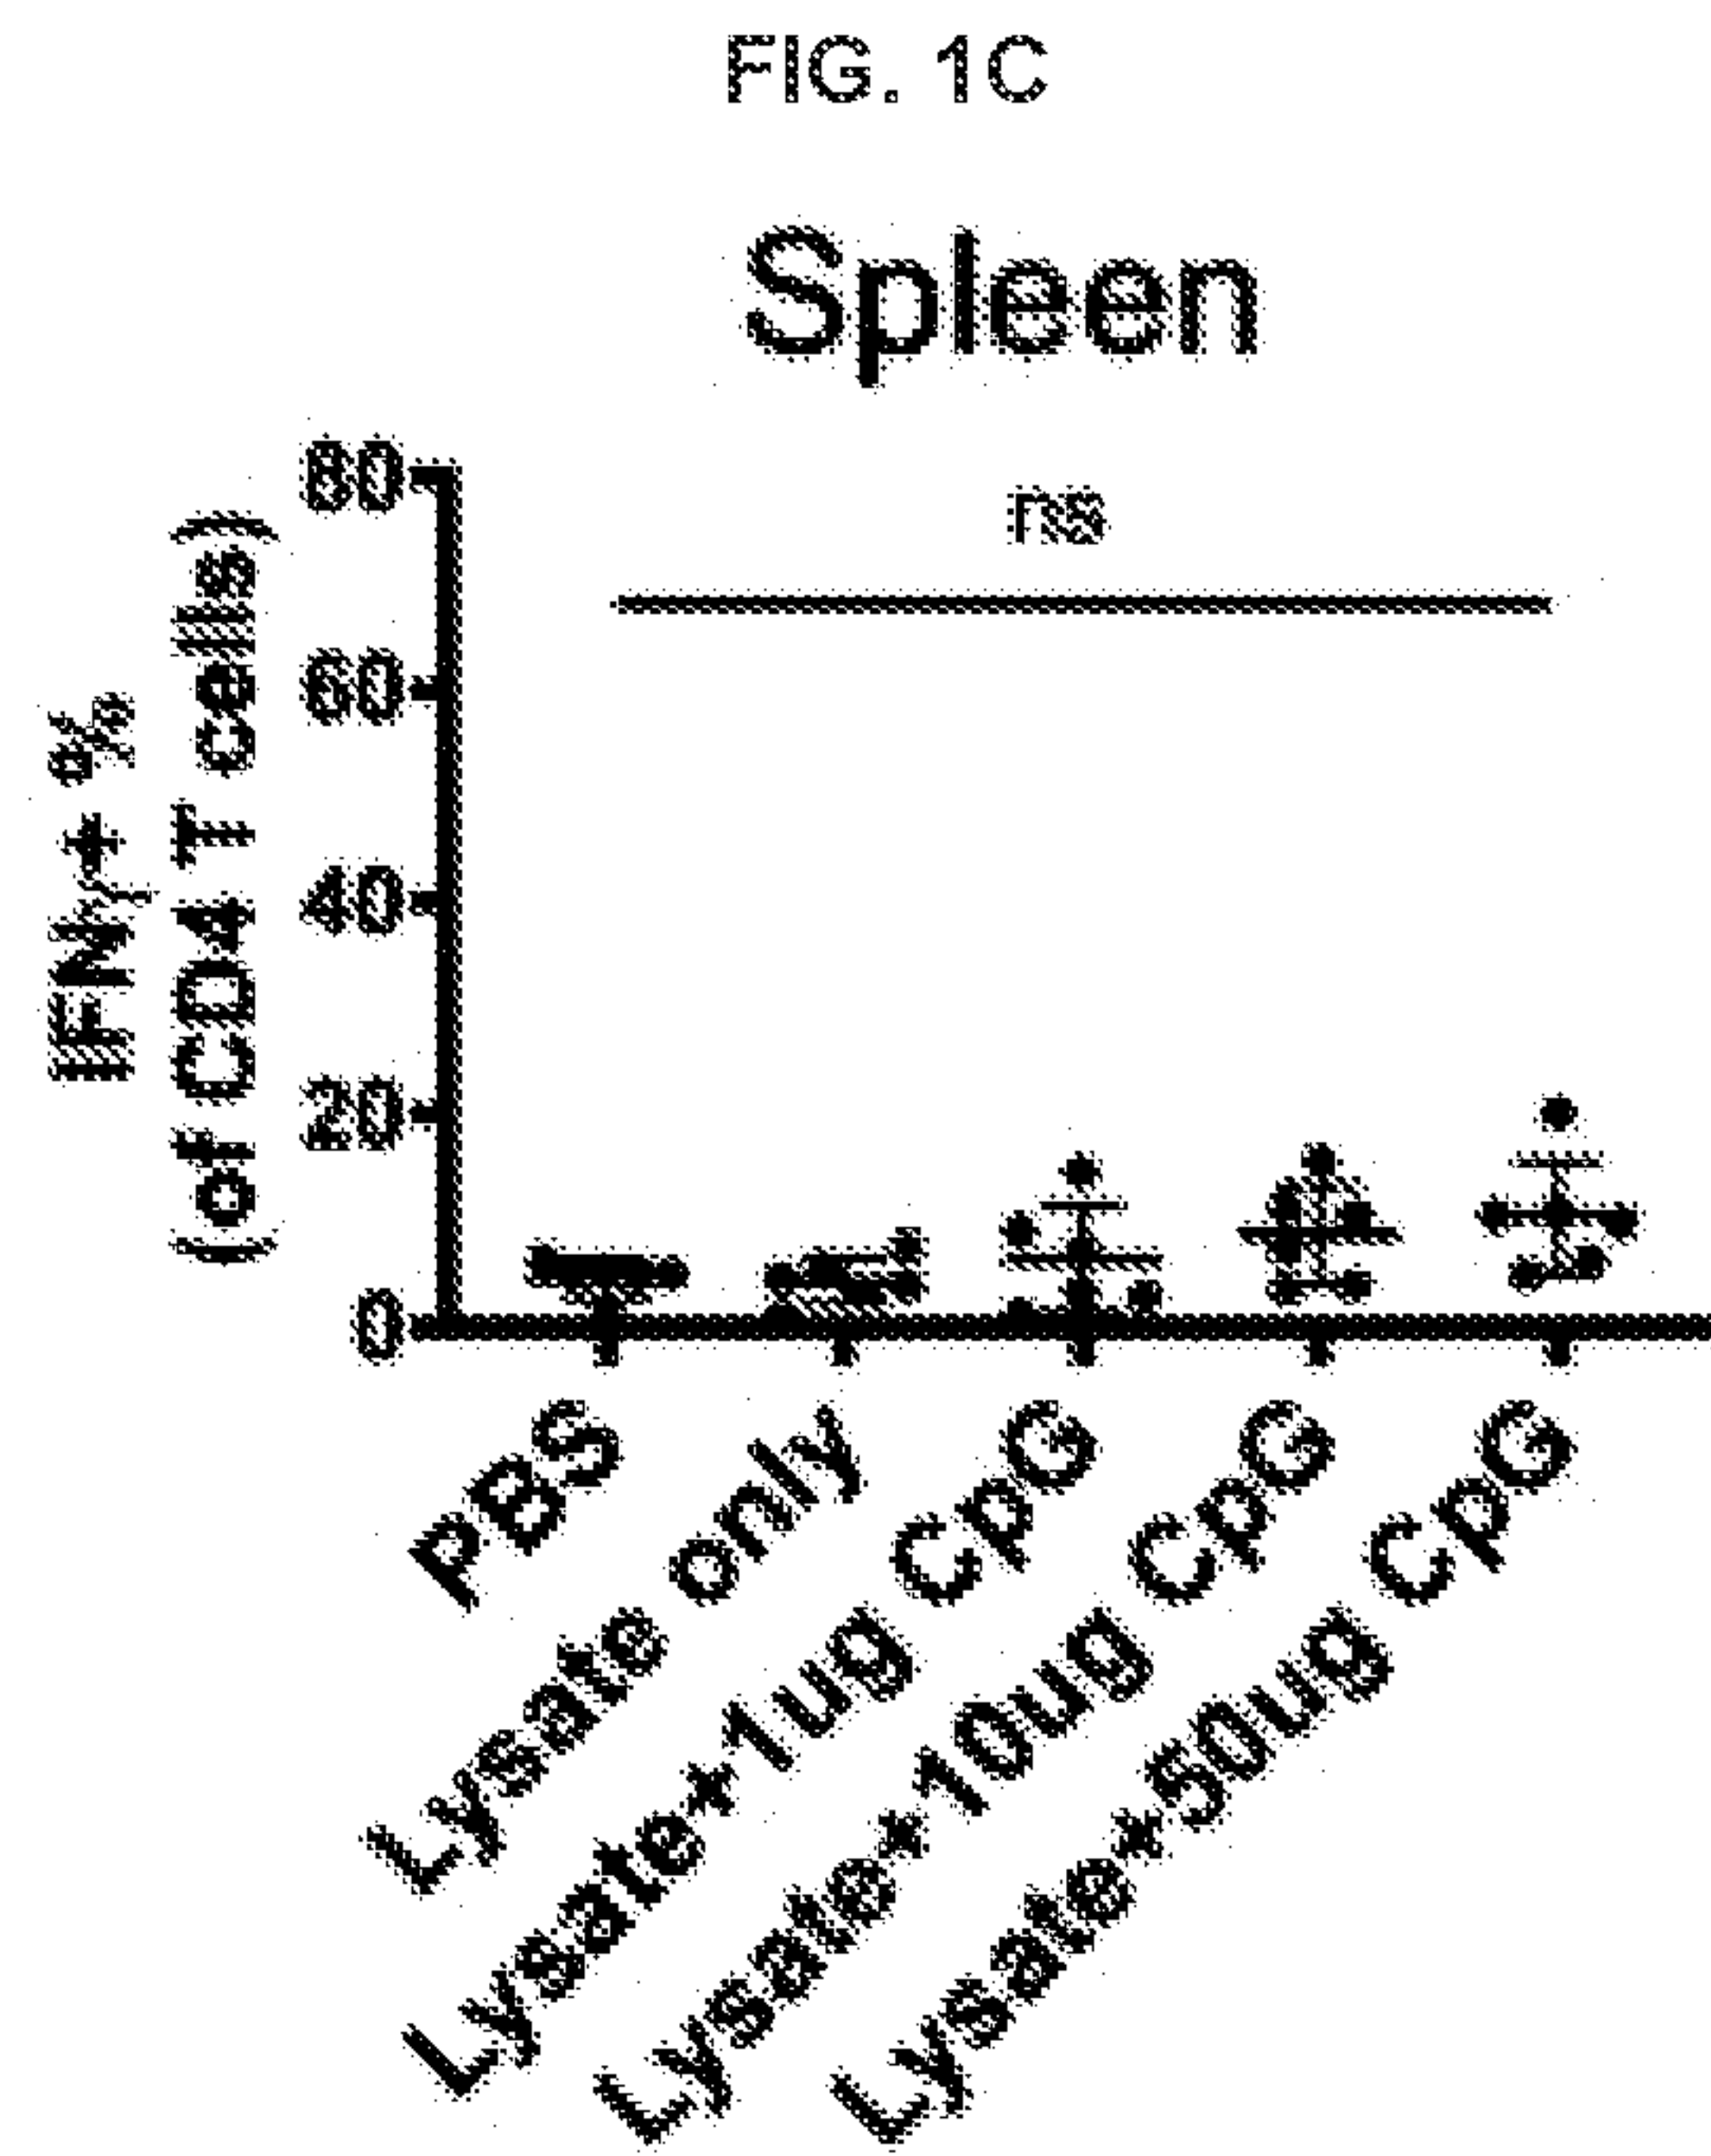 FIG. 1C
Spleen
IFNγ+ %
(of CD4 T cells)
80
60
40
20
0
ns
PBS
Lysate only
Lysate+1ug CpG
Lysate+10ug CpG
Lysate+50ug CpG